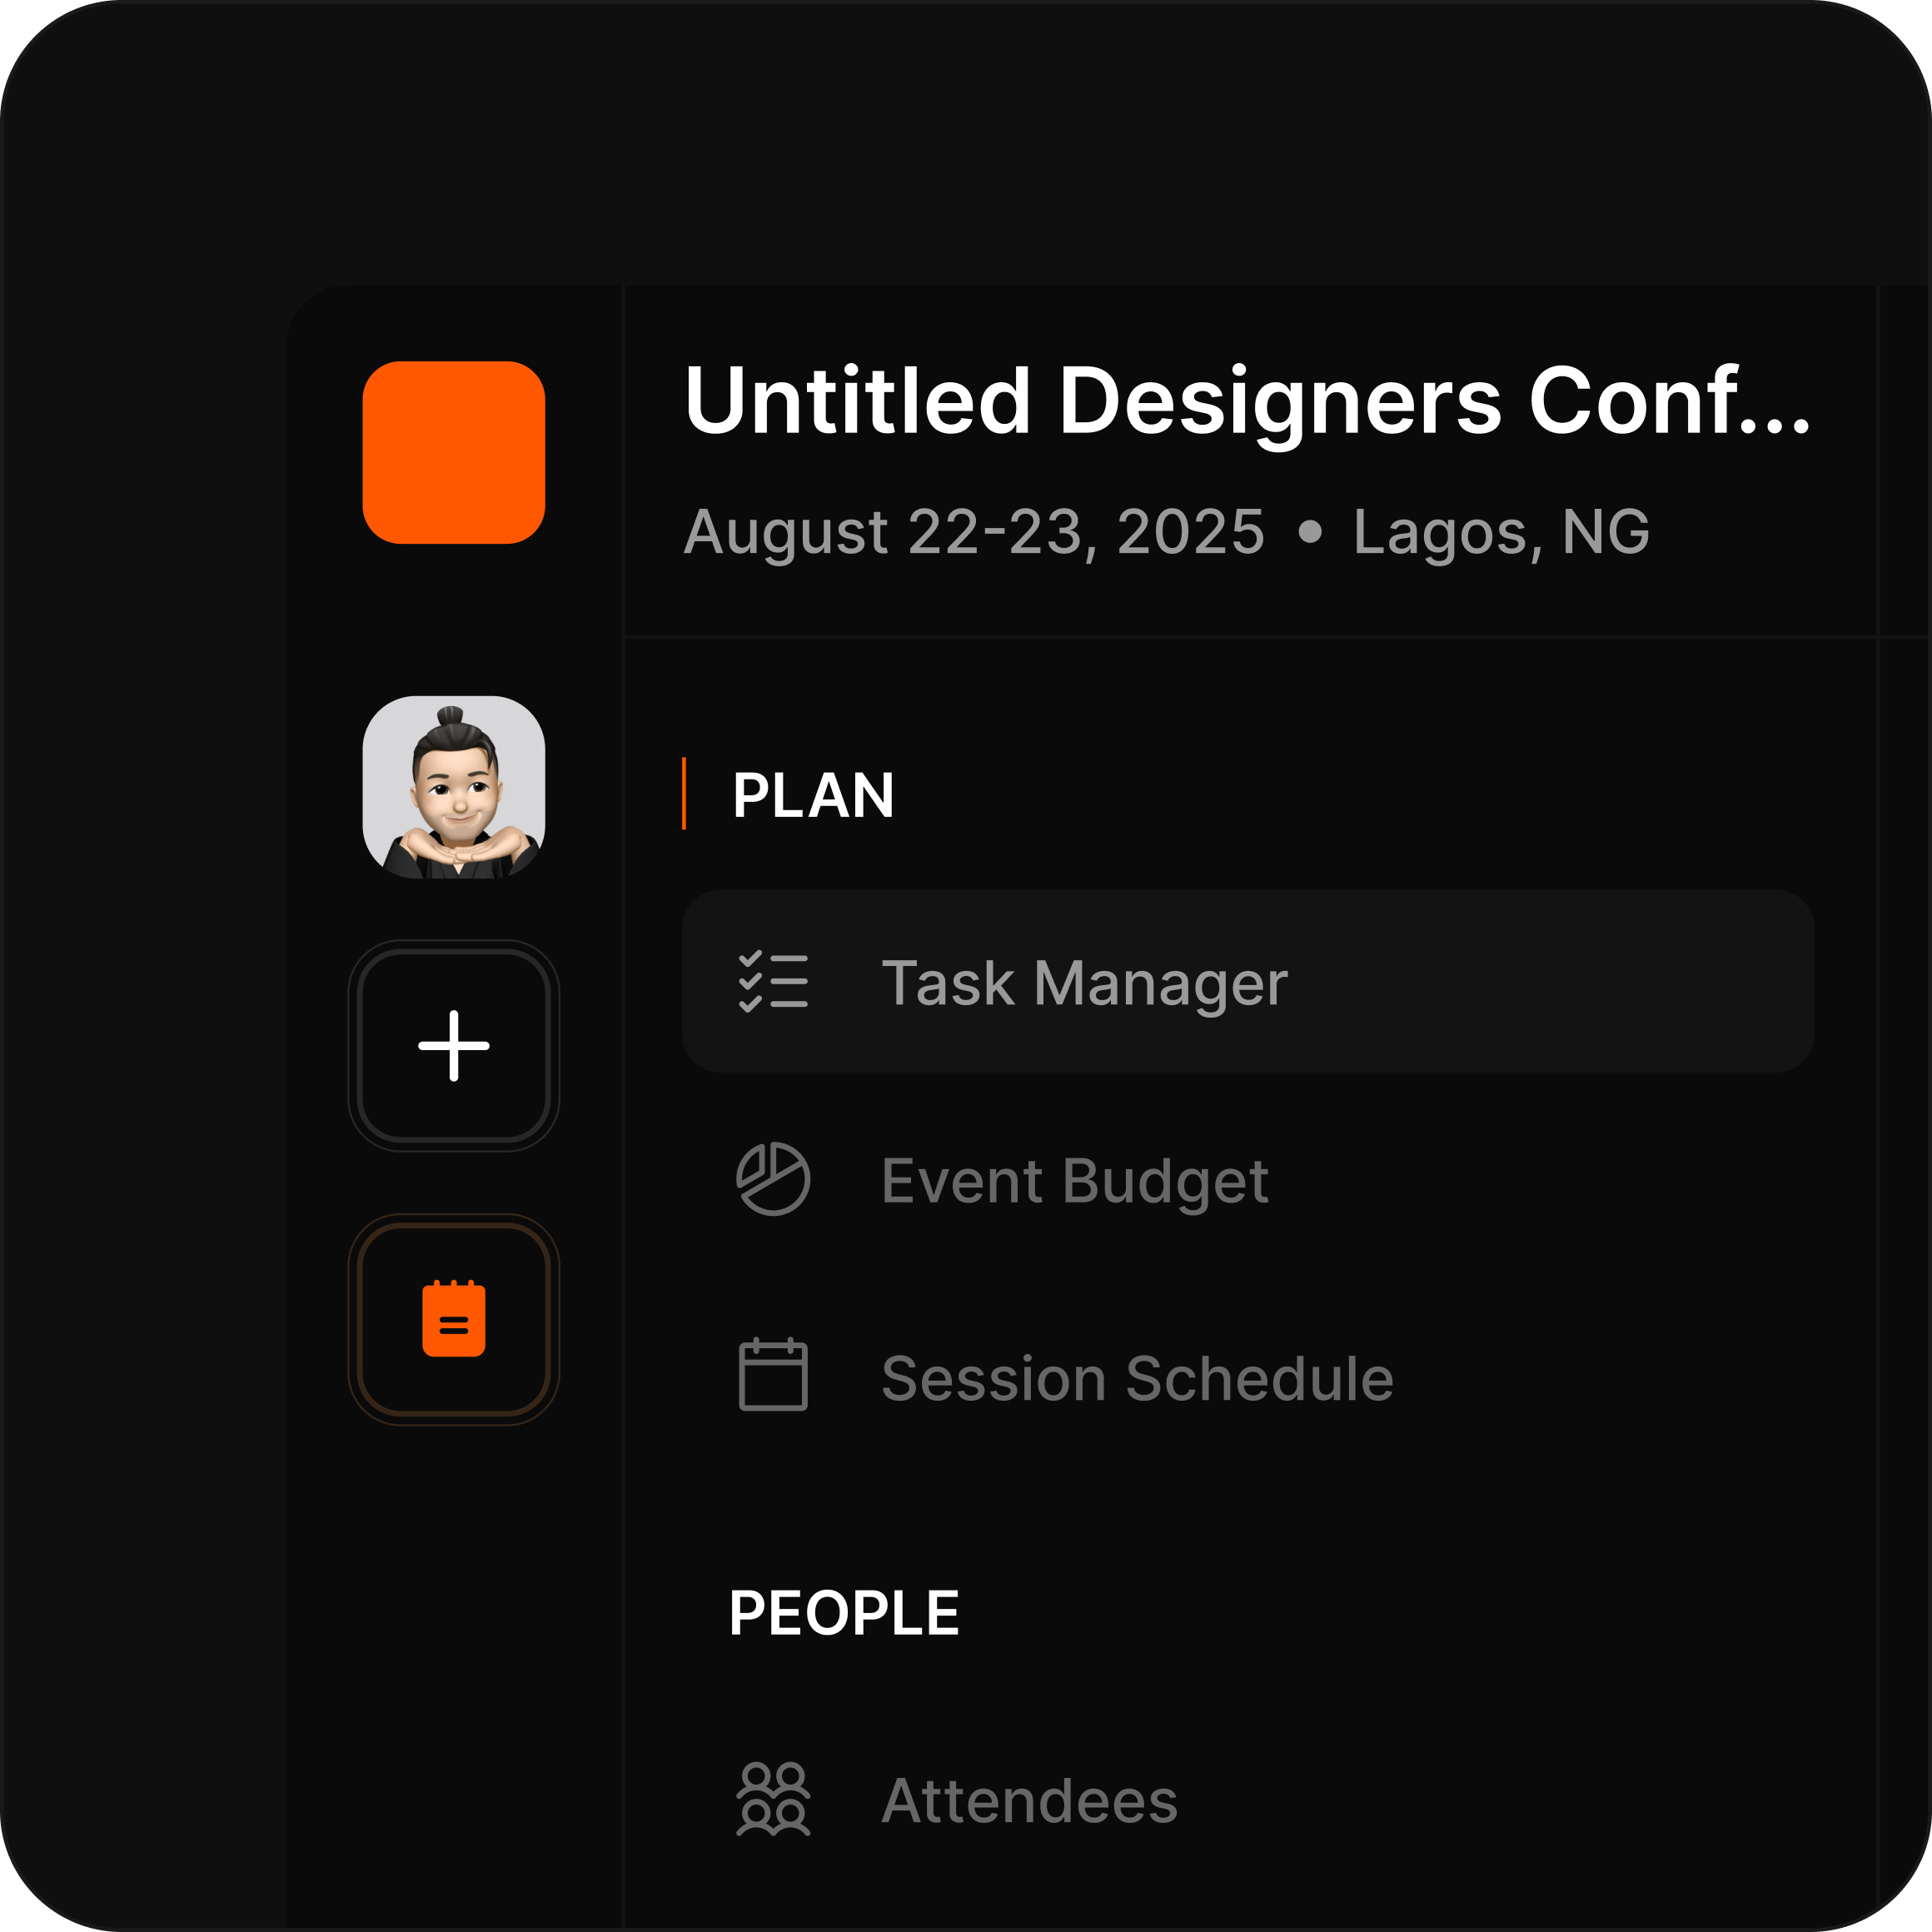 Untitled Designers Conf...
August 22-23, 2025 • Lagos, NG
PLAN
Task Manager
Event Budget
Session Schedule
PEOPLE
Attendees